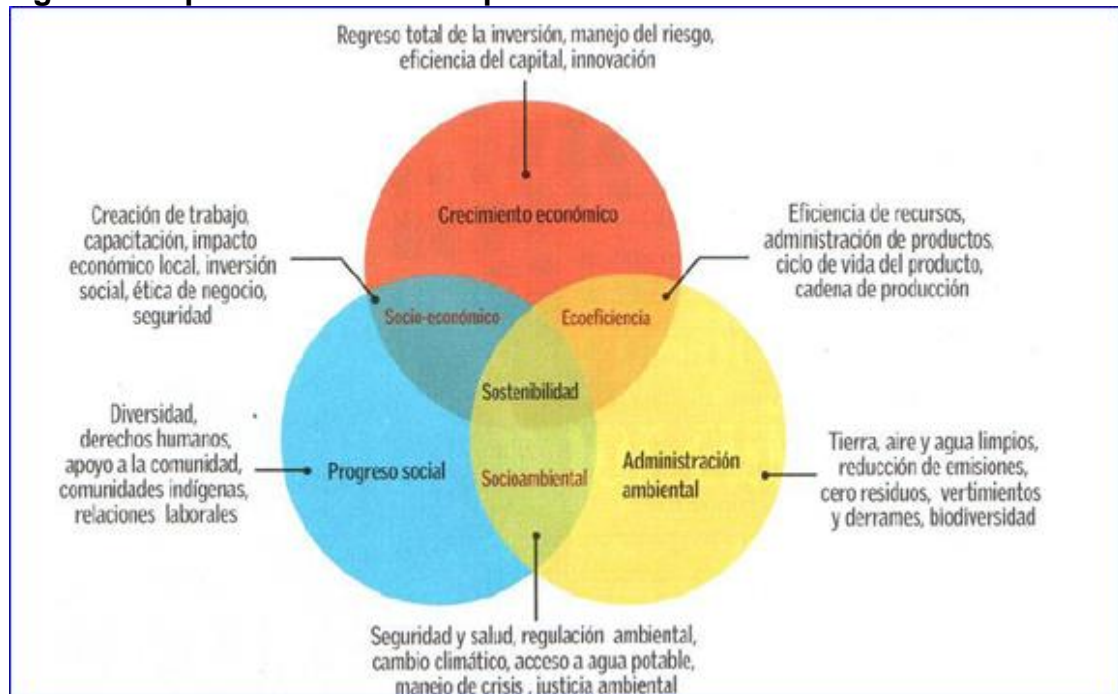 Regreso total de la inversión, manejo del riesgo,
eficiencia del capital, innovación
Crecimiento económico
Creación de trabajo,
capacitación, impacto
económico local, inversión
social, ética de negocio,
seguridad
Eficiencia de recursos,
administración de productos,
ciclo de vida del producto,
cadena de producción
Socio-económico
Ecoeficiencia
Sostenibilidad
Diversidad,
derechos humanos,
apoyo a la comunidad,
comunidades indígenas,
relaciones laborales
Progreso social
Socioambiental
Administración
ambiental
Tierra, aire y agua limpios,
reducción de emisiones,
cero residuos, vertimientos
y derrames, biodiversidad
Seguridad y salud, regulación ambiental,
cambio climático, acceso a agua potable,
manejo de crisis, justicia ambiental